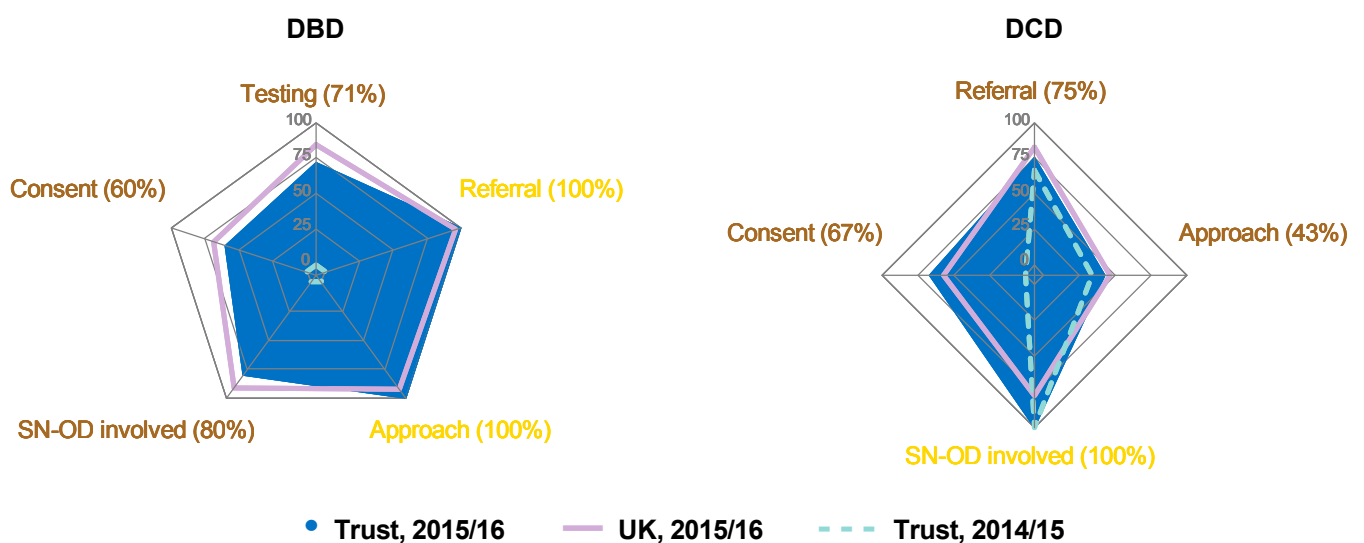 DBD
DCD
Testing (71%)
100
75
50
25
0
Consent (60%)
Referral (100%)
SN-OD involved (80%)
Approach (100%)
Referral (75%)
100
75
50
25
0
Consent (67%)
Approach (43%)
SN-OD involved (100%)
Trust, 2015/16
UK, 2015/16
Trust, 2014/15